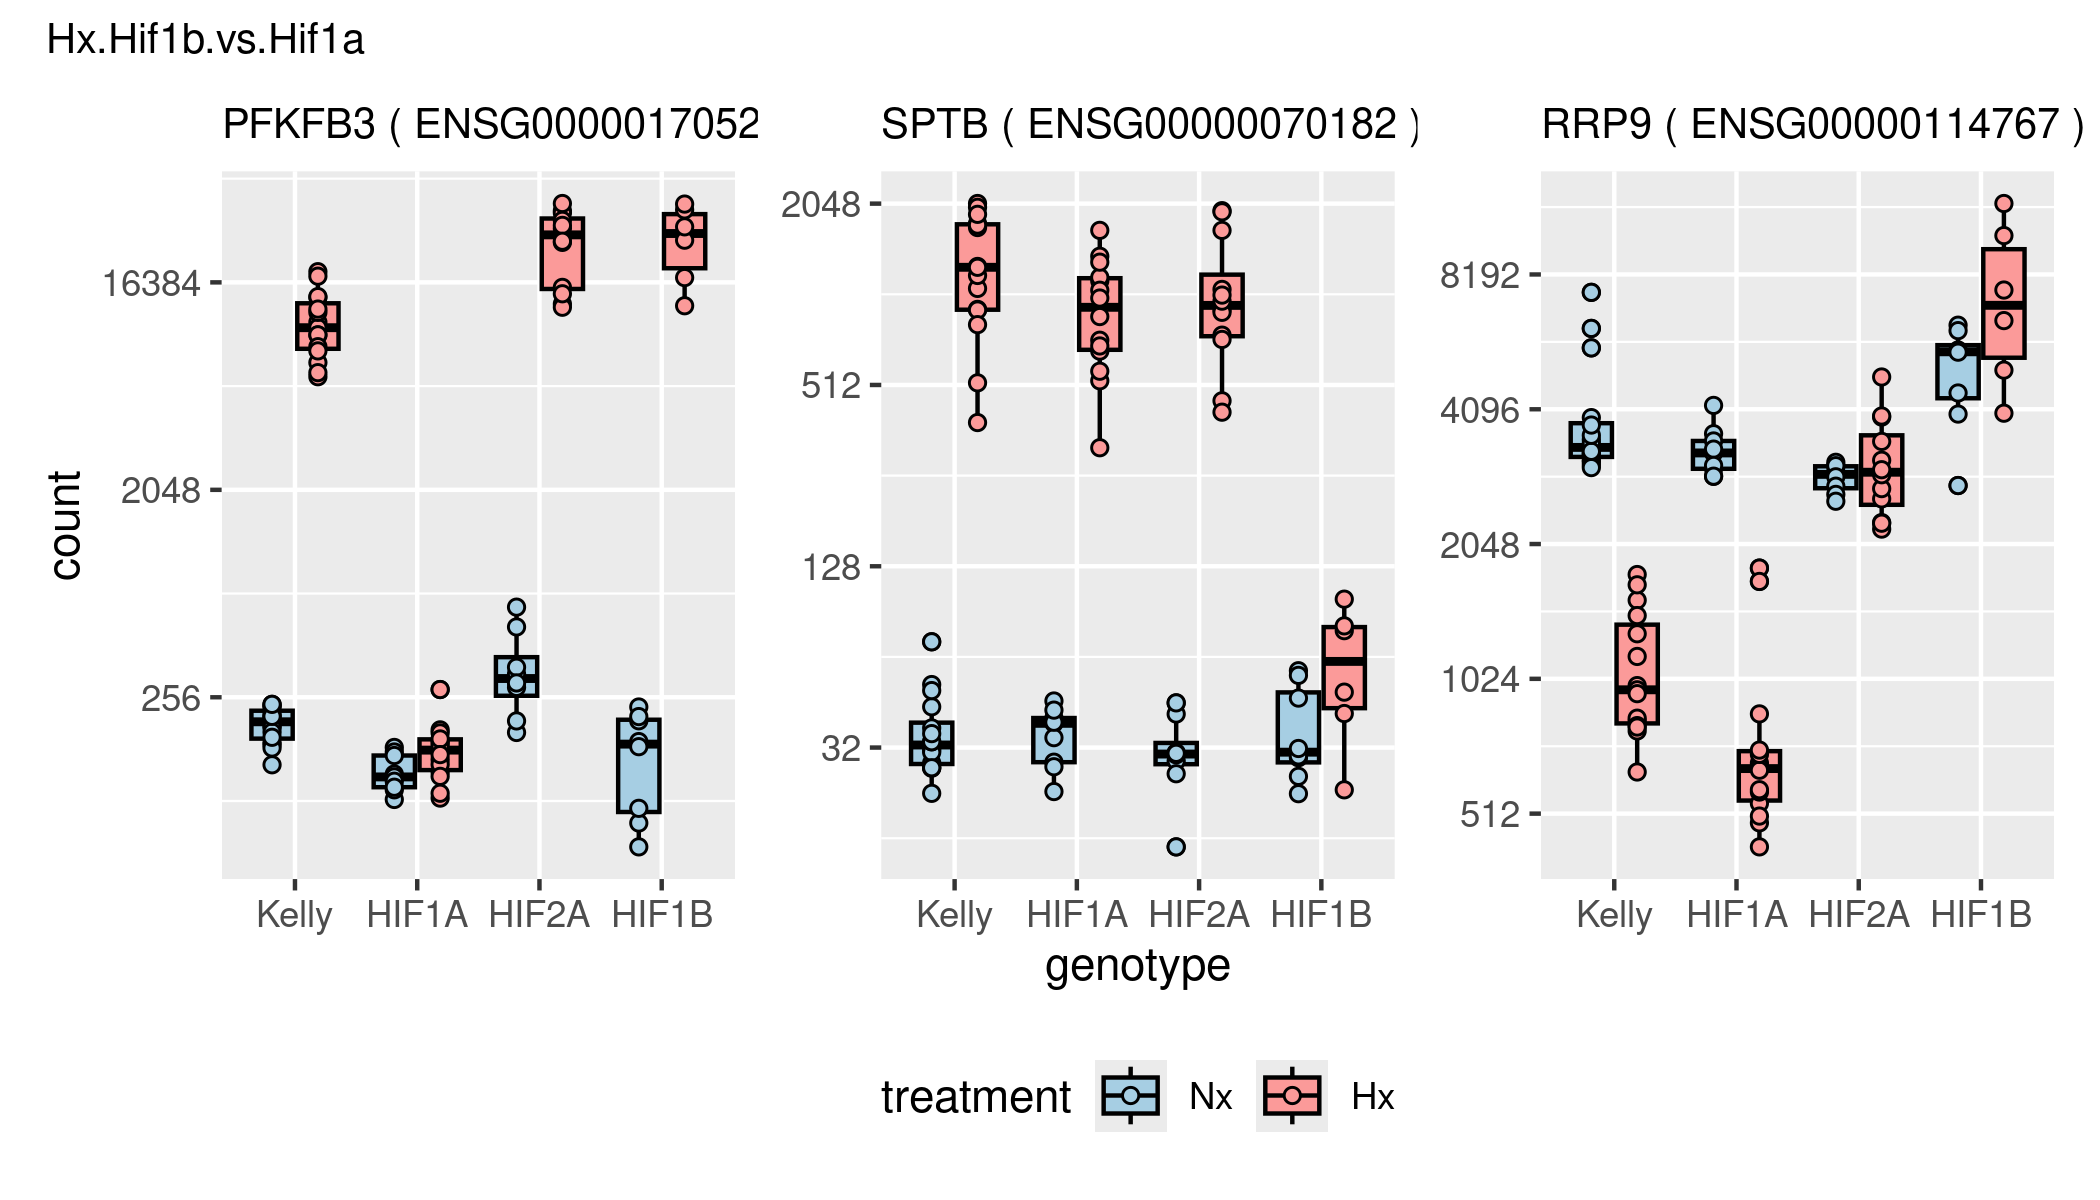 Hx.Hif1b.vs.Hif1a
PFKFB3 ( ENSG0000017052
SPTB ( ENSG00000070182 )
RRP9 ( ENSG00000114767 )
count
16384
2048
256
2048
512
128
32
8192
4096
2048
1024
512
Kelly HIF1A HIF2A HIF1B
Kelly HIF1A HIF2A HIF1B
Kelly HIF1A HIF2A HIF1B
genotype
treatment Nx Hx